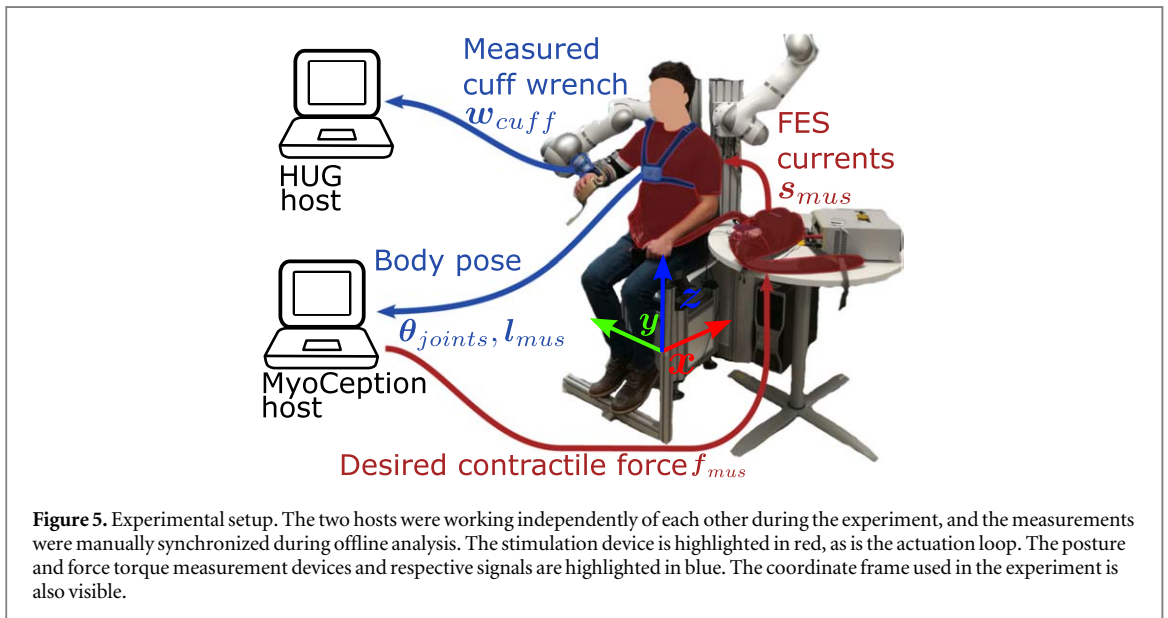 Measured
cuff wrench
w_cuff
FES
currents
s_mus
HUG
host
Body pose
θ_joints, l_mus
z
y
x
MyoCeption
host
Desired contractile force f_mus
Figure 5. Experimental setup. The two hosts were working independently of each other during the experiment, and the measurements
were manually synchronized during offline analysis. The stimulation device is highlighted in red, as is the actuation loop. The posture
and force torque measurement devices and respective signals are highlighted in blue. The coordinate frame used in the experiment is
also visible.